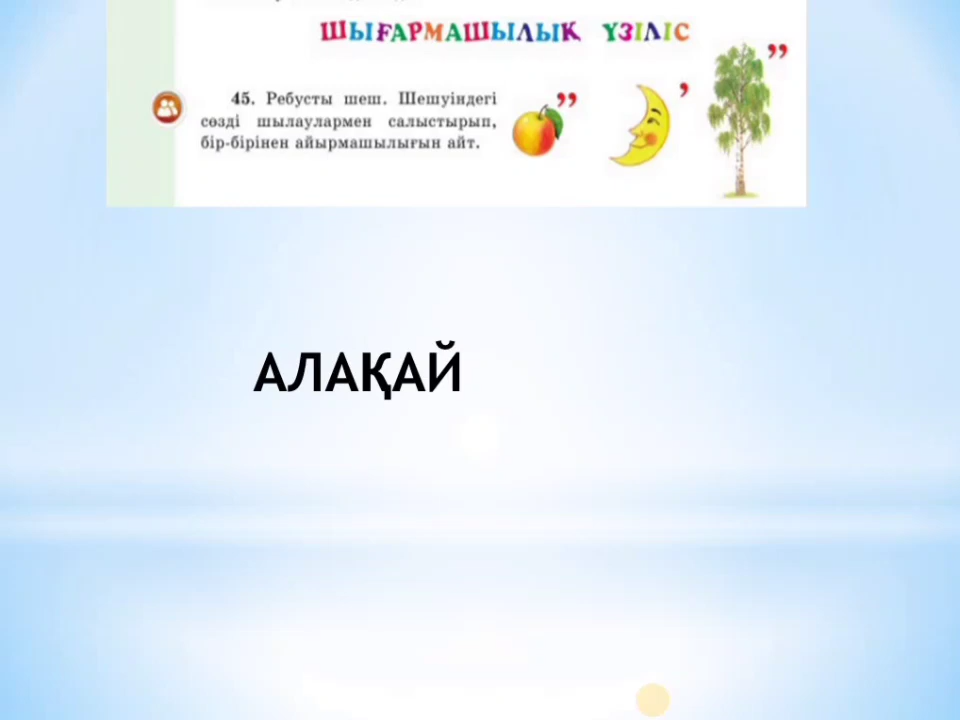 ШЫҒАРМАШЫЛЫҚ ҮЗІЛІС
45. Ребусты шеш. Шешуіндегі
сөзді шылаулармен салыстырып,
бір-бірінен айырмашылығын айт.
,,
,
,,
АЛАҚАЙ